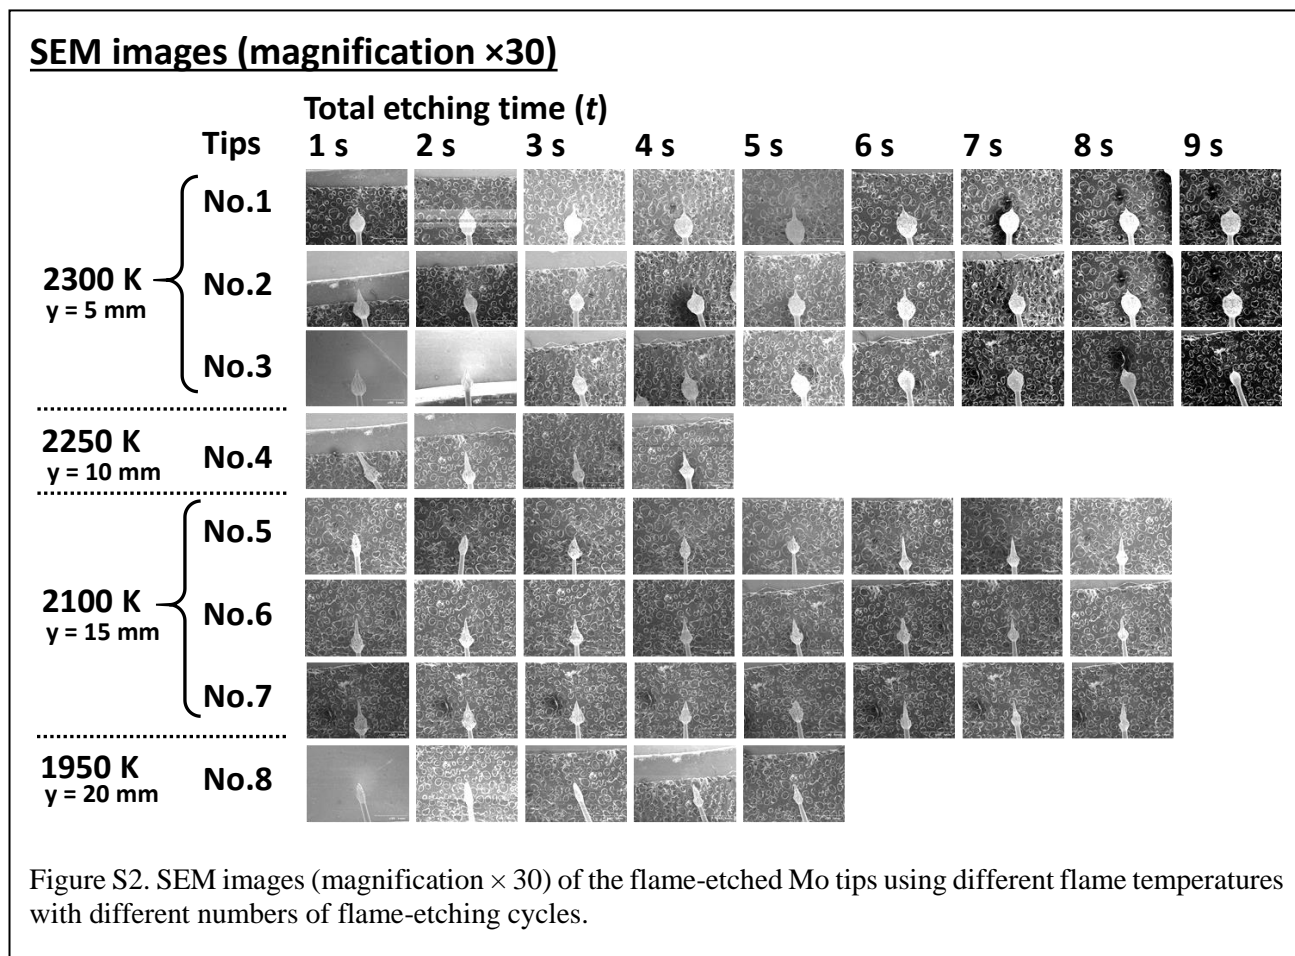 SEM images (magnification ×30)
Total etching time (t)
Tips 1 s 2 s 3 s 4 s 5 s 6 s 7 s 8 s 9 s
No.1
2300 K
y = 5 mm
No.2
No.3
2250 K
y = 10 mm
No.4
No.5
2100 K
y = 15 mm
No.6
No.7
1950 K
y = 20 mm
No.8
Figure S2. SEM images (magnification × 30) of the flame-etched Mo tips using different flame temperatures
with different numbers of flame-etching cycles.